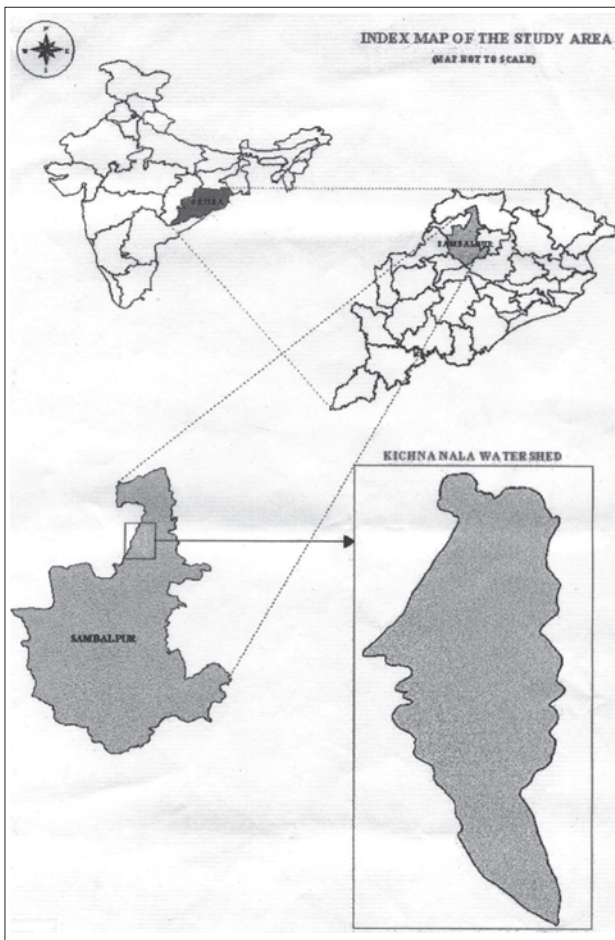 N
W E
S
INDEX MAP OF THE STUDY AREA
(MAP NOT TO SCALE)
ORISSA
SAMBALPUR
KICHNA NALA WATERSHED
SAMBALPUR